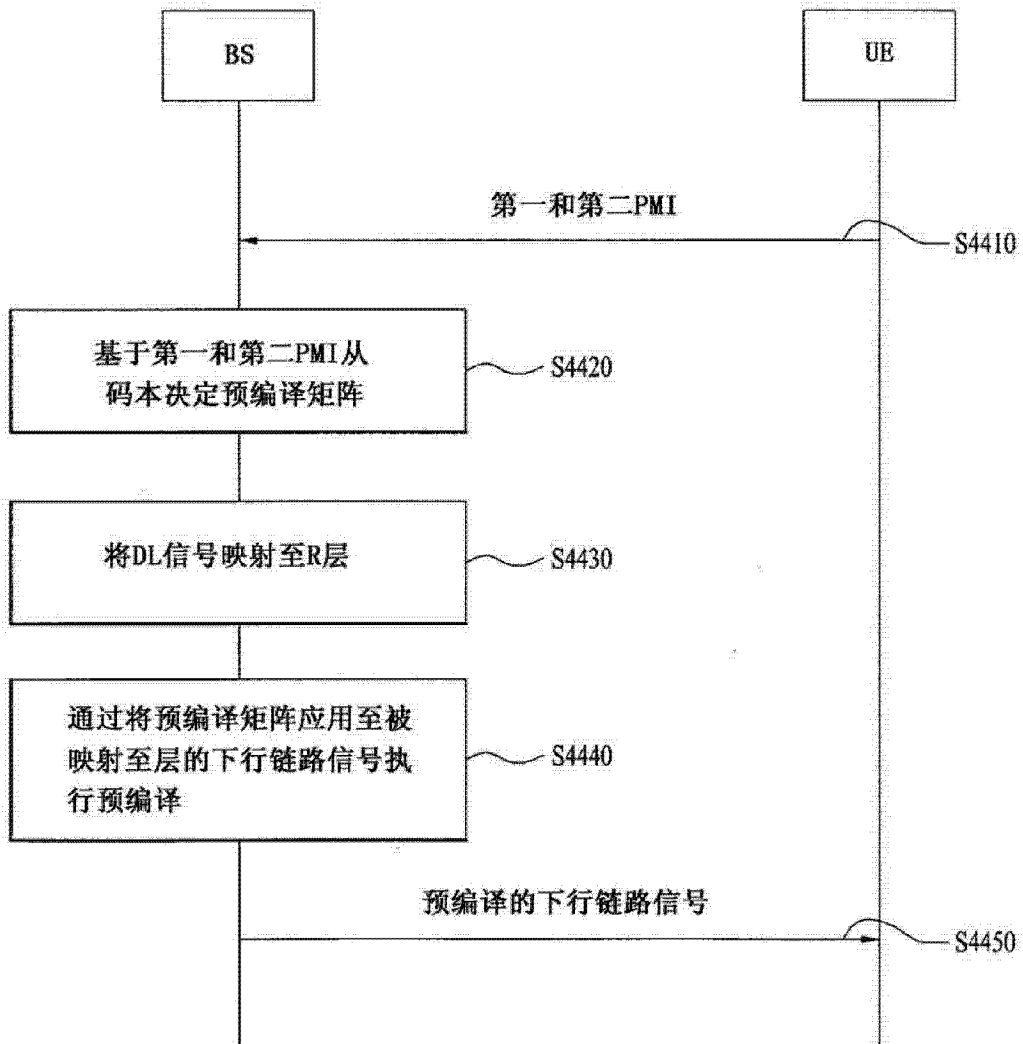 BS
UE
第一和第二PMI
S4410
基于第一和第二PMI从
码本决定预编译矩阵
S4420
将DL信号映射至R层
S4430
通过将预编译矩阵应用至被
映射至层的下行链路信号执
行预编译
S4440
预编译的下行链路信号
S4450